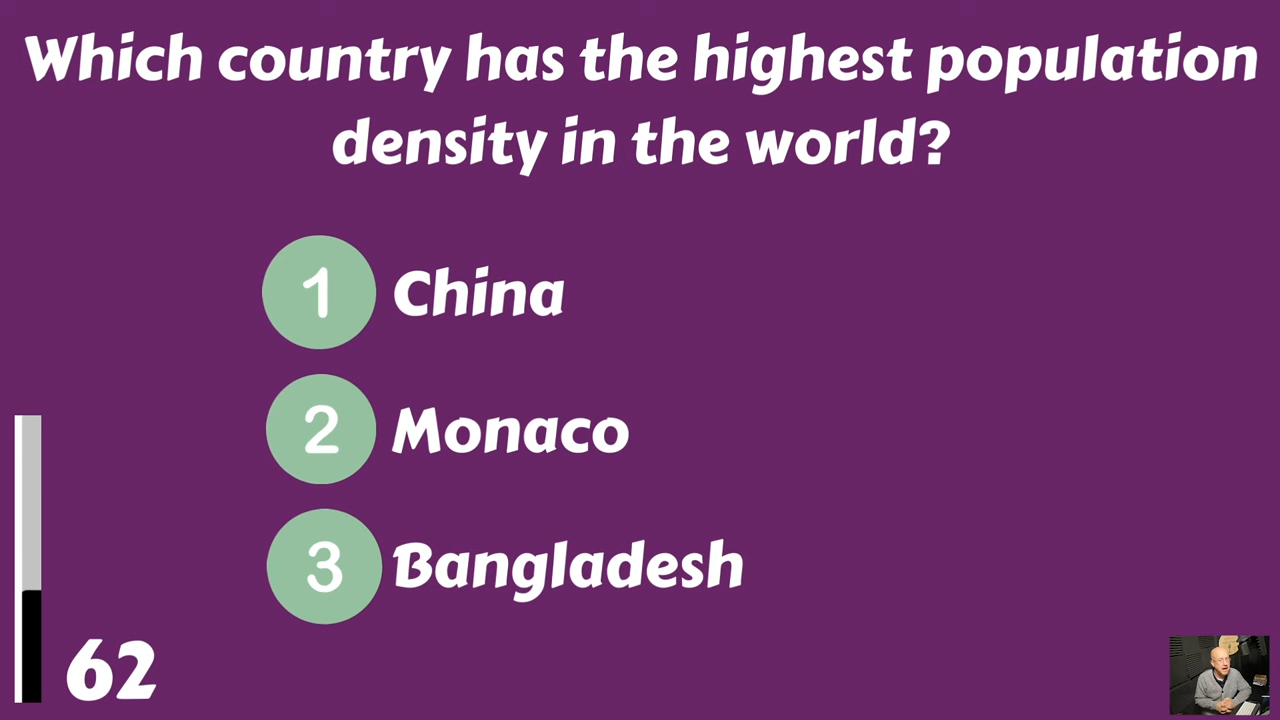 Which country has the highest population
density in the world?
1 China
2 Monaco
3 Bangladesh
62